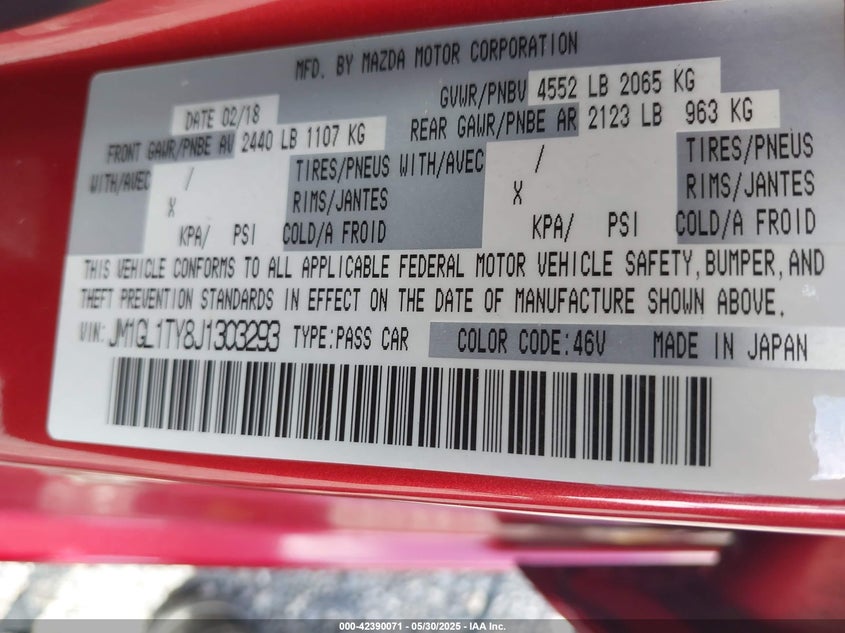 MFD. BY MAZDA MOTOR CORPORATION
DATE 02/18
GVWR/PNBV 4552 LB 2065 KG
FRONT GAWR/PNBE AV 2440 LB 1107 KG
REAR GAWR/PNBE AR 2123 LB 963 KG
WITH/AVEC / TIRES/PNEUS WITH/AVEC / TIRES/PNEUS
X RIMS/JANTES X RIMS/JANTES
KPA/ PSI COLD/A FROID KPA/ PSI COLD/A FROID
THIS VEHICLE CONFORMS TO ALL APPLICABLE FEDERAL MOTOR VEHICLE SAFETY, BUMPER, AND
THEFT PREVENTION STANDARDS IN EFFECT ON THE DATE OF MANUFACTURE SHOWN ABOVE.
VIN: JM1GL1TY8J1303293 TYPE:PASS CAR COLOR CODE:46V MADE IN JAPAN
000-42390071 - 05/30/2025 - IAA Inc.